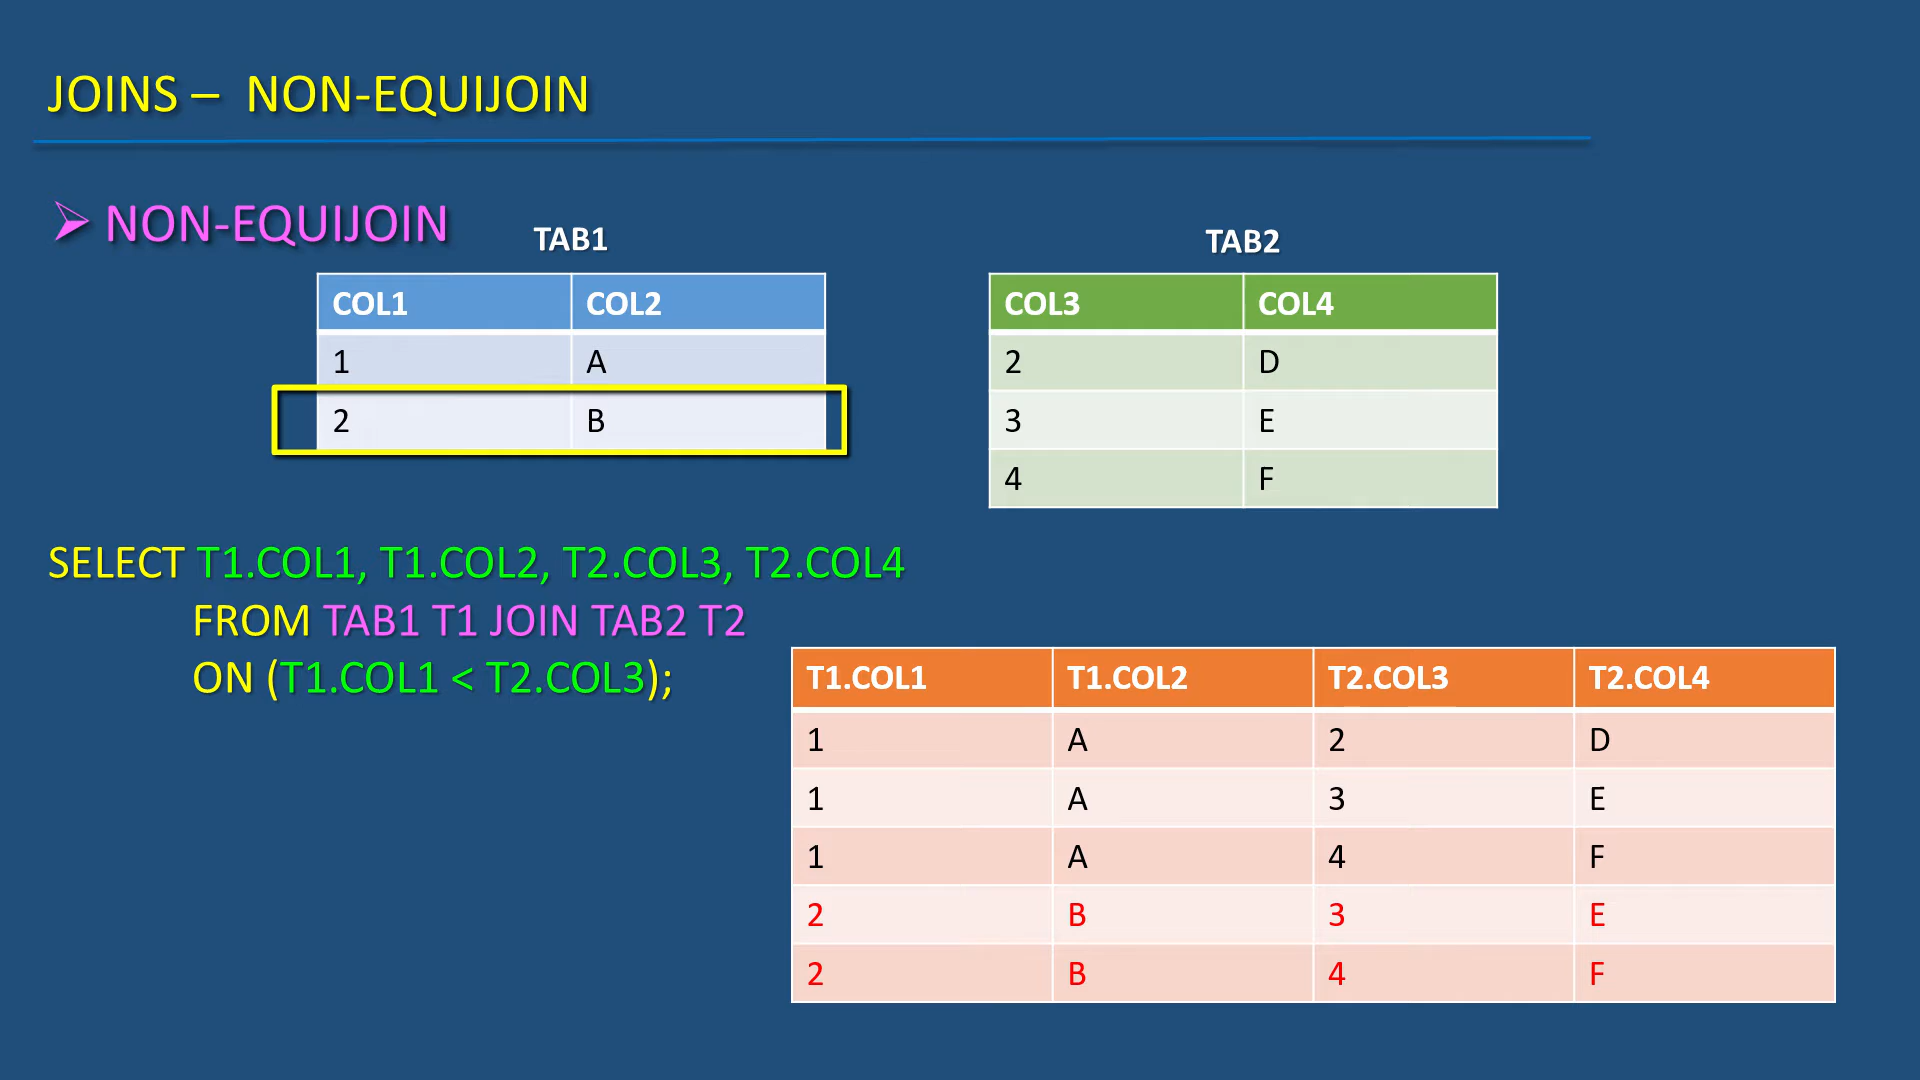 JOINS – NON-EQUIJOIN
NON-EQUIJOIN
TAB1
COL1 COL2
1 A
2 B
TAB2
COL3 COL4
2 D
3 E
4 F
SELECT T1.COL1, T1.COL2, T2.COL3, T2.COL4
FROM TAB1 T1 JOIN TAB2 T2
ON (T1.COL1 < T2.COL3);
T1.COL1 T1.COL2 T2.COL3 T2.COL4
1 A 2 D
1 A 3 E
1 A 4 F
2 B 3 E
2 B 4 F